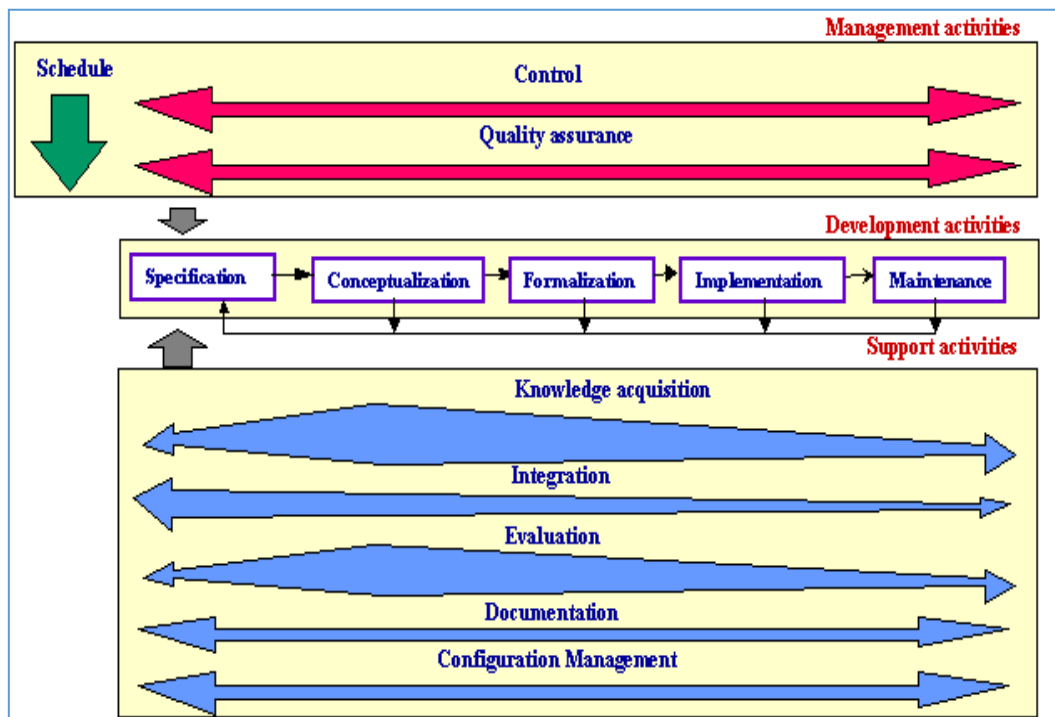 Management activities
Schedule
Control
Quality assurance
Development activities
Specification
Conceptualization
Formalization
Implementation
Maintenance
Support activities
Knowledge acquisition
Integration
Evaluation
Documentation
Configuration Management